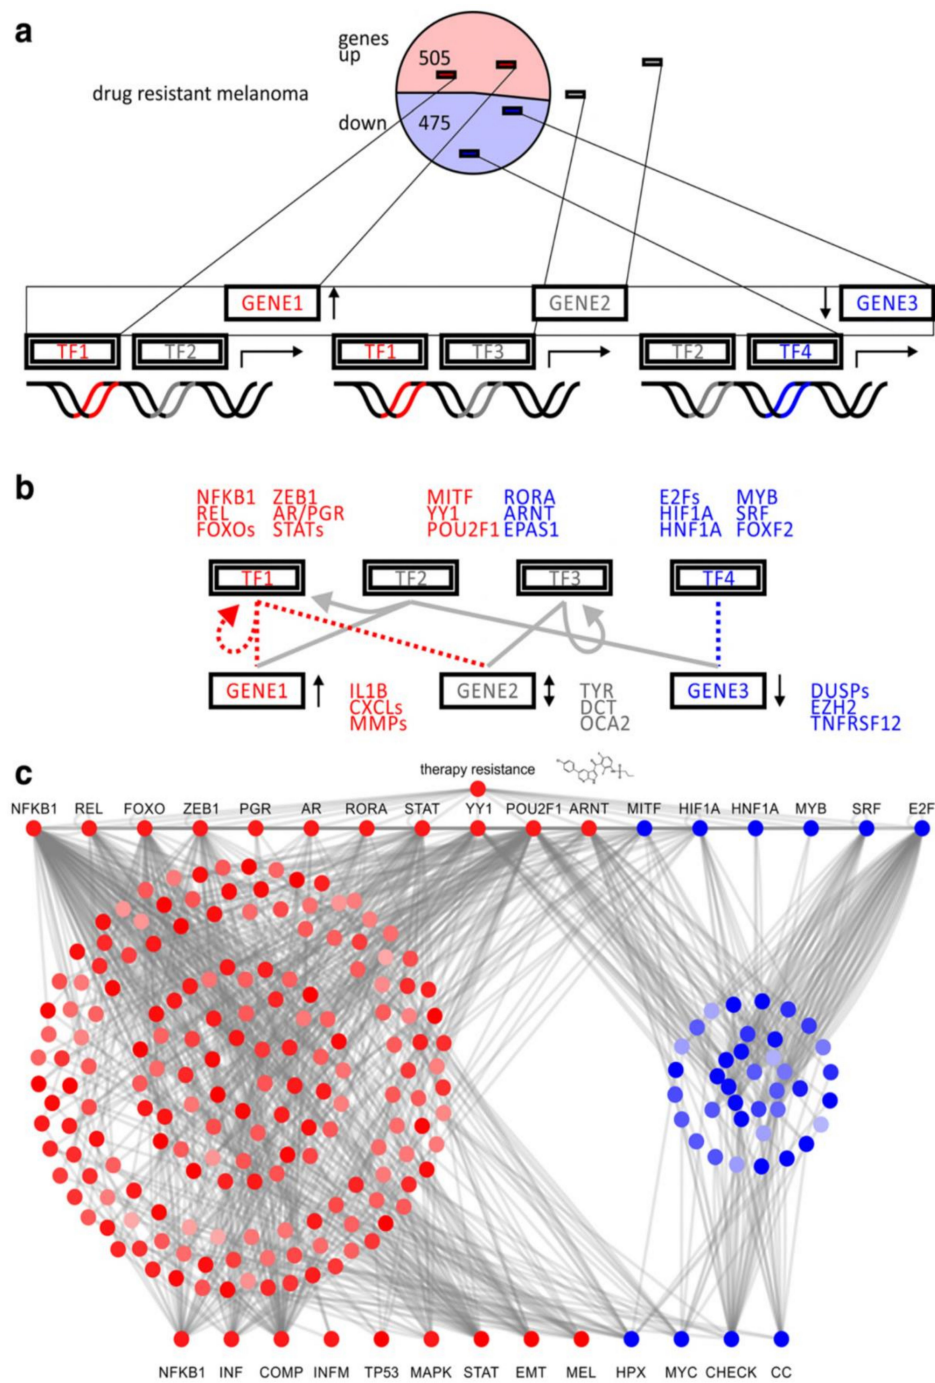 a
genes
up
505
drug resistant melanoma
down
475
GENE1 GENE2 GENE3
TF1 TF2 TF1 TF3 TF2 TF4
b
NFKB1 ZEB1 MITF RORA E2Fs MYB
REL AR/PGR YY1 ARNT HIF1A SRF
FOXOs STATs POU2F1 EPAS1 HNF1A FOXF2
TF1 TF2 TF3 TF4
GENE1 IL1B GENE2 TYR GENE3 DUSPs
CXCLs DCT EZH2
MMPs OCA2 TNFRSF12
c
therapy resistance
NFKB1 REL FOXO ZEB1 PGR AR RORA STAT YY1 POU2F1 ARNT MITF HIF1A HNF1A MYB SRF E2F
NFKB1 INF COMP INFM TP53 MAPK STAT EMT MEL HPX MYC CHECK CC